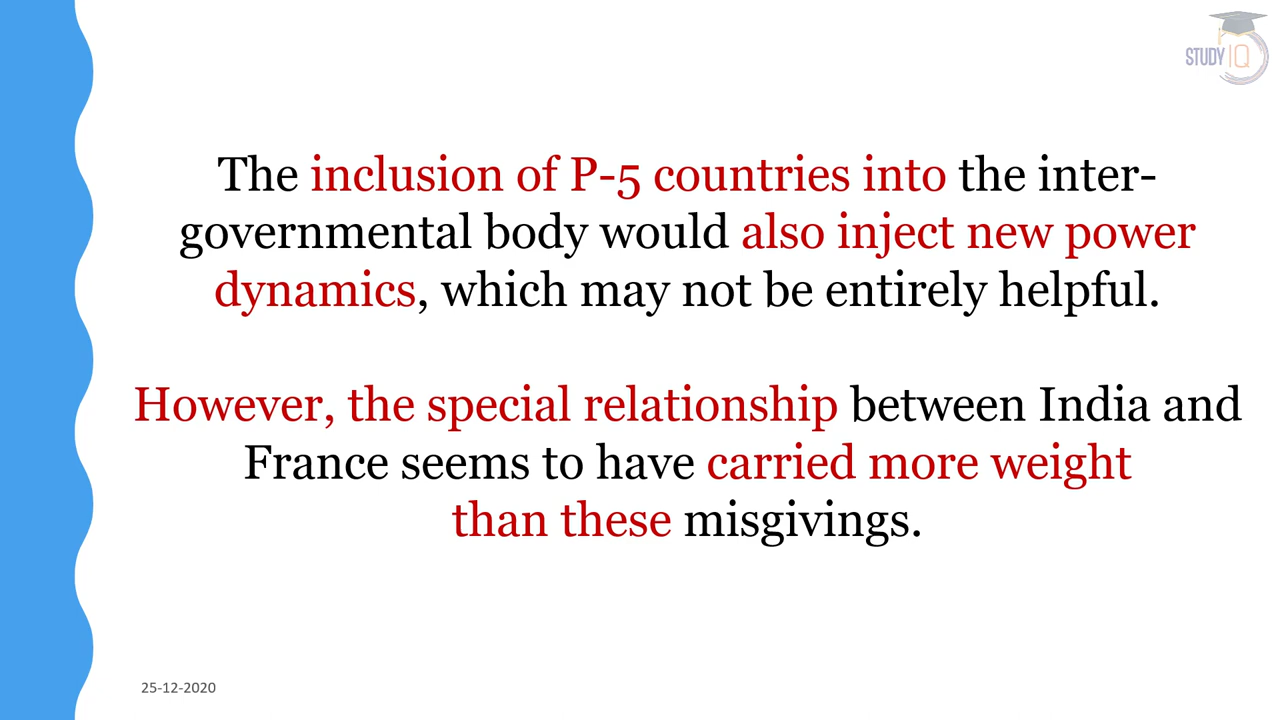 STUDY IQ
The inclusion of P-5 countries into the inter-
governmental body would also inject new power
dynamics, which may not be entirely helpful.
However, the special relationship between India and
France seems to have carried more weight
than these misgivings.
25-12-2020